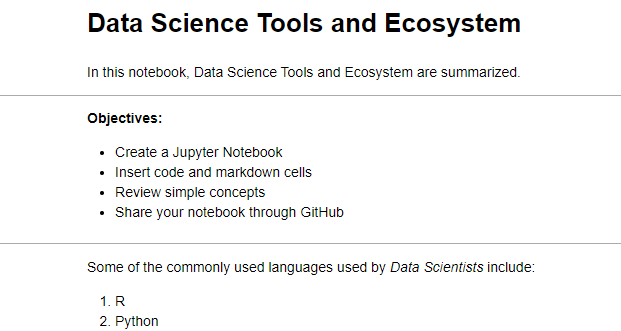 Data Science Tools and Ecosystem
In this notebook, Data Science Tools and Ecosystem are summarized.
Objectives:
• Create a Jupyter Notebook
• Insert code and markdown cells
• Review simple concepts
• Share your notebook through GitHub
Some of the commonly used languages used by Data Scientists include:
1. R
2. Python